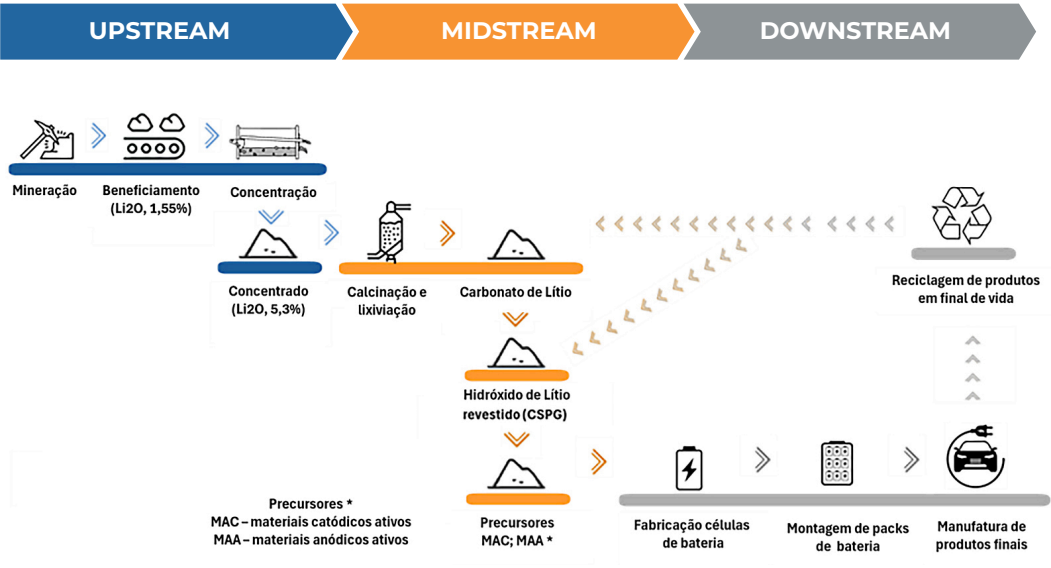 UPSTREAM
MIDSTREAM
DOWNSTREAM
Mineração
Beneficiamento
(Li2O, 1,55%)
Concentração
Concentrado
(Li2O, 5,3%)
Calcinação e
lixiviação
Carbonato de Lítio
Reciclagem de produtos
em final de vida
Hidróxido de Lítio
revestido (CSPG)
Precursores *
MAC – materiais catódicos ativos
MAA – materiais anódicos ativos
Precursores
MAC; MAA *
Fabricação células
de bateria
Montagem de packs
de bateria
Manufatura de
produtos finais